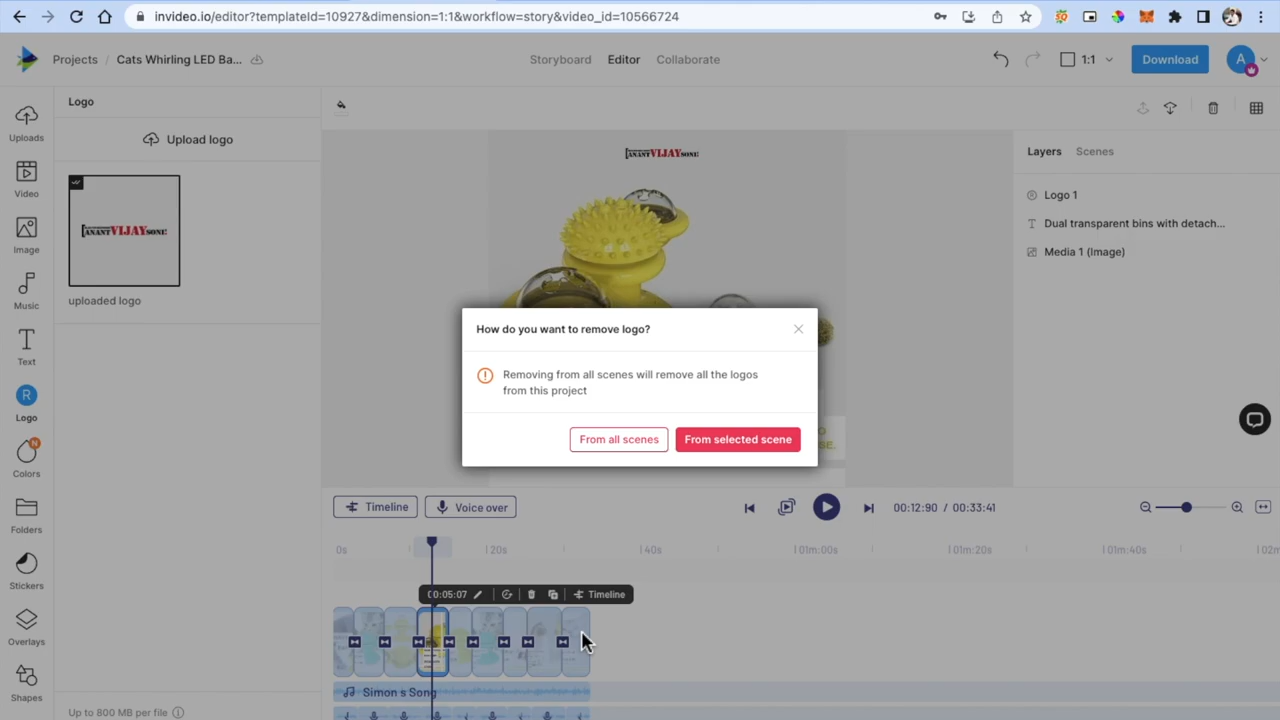 invideo.io/editor?templateId=10927&dimension=1:1&workflow=story&video_id=10566724
Projects / Cats Whirling LED Ba...
Storyboard Editor Collaborate
1:1 Download A
Logo
Uploads
Upload logo
Layers Scenes
ANANTVIJAYSONI
Logo 1
Video
Dual transparent bins with detach...
Image
ANANTVIJAYSONI
Media 1 (Image)
Music
uploaded logo
How do you want to remove logo?
Text
Removing from all scenes will remove all the logos
from this project
R
Logo
From all scenes From selected scene
N
Colors
Timeline Voice over 00:12:90 / 00:33:41
Folders
0s 20s 40s 01m:00s 01m:20s 01m:40s
Stickers
00:05:07 Timeline
Overlays
Shapes
Simon s Song
Up to 800 MB per file